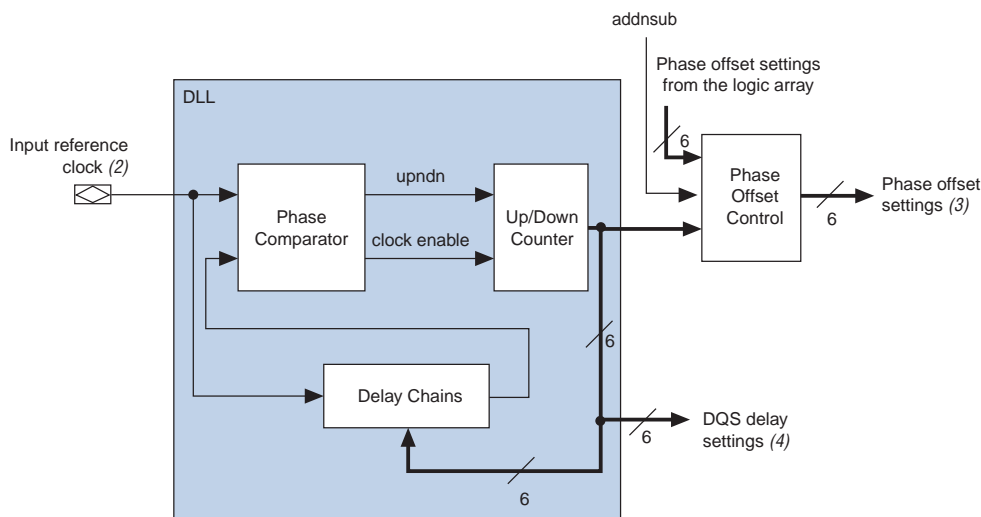 addnsub
Phase offset settings
from the logic array
DLL
6
Input reference
clock (2)
upndn
Phase
Comparator
clock enable
Up/Down
Counter
Phase
Offset
Control
6
Phase offset
settings (3)
6
Delay Chains
6
DQS delay
settings (4)
6